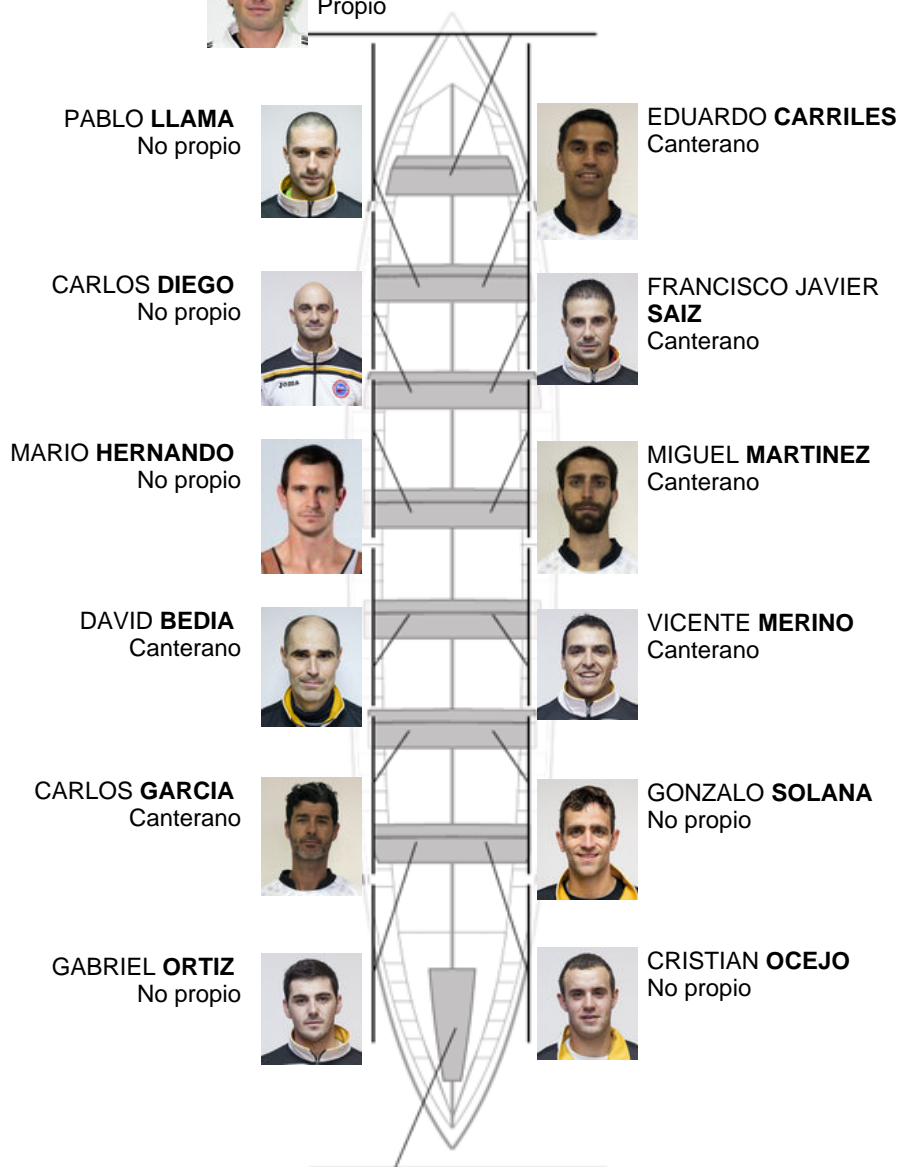 Propio
PABLO LLAMA
No propio
EDUARDO CARRILES
Canterano
CARLOS DIEGO
No propio
FRANCISCO JAVIER
SAIZ
Canterano
Joma
MARIO HERNANDO
No propio
MIGUEL MARTINEZ
Canterano
DAVID BEDIA
Canterano
VICENTE MERINO
Canterano
CARLOS GARCIA
Canterano
GONZALO SOLANA
No propio
GABRIEL ORTIZ
No propio
CRISTIAN OCEJO
No propio